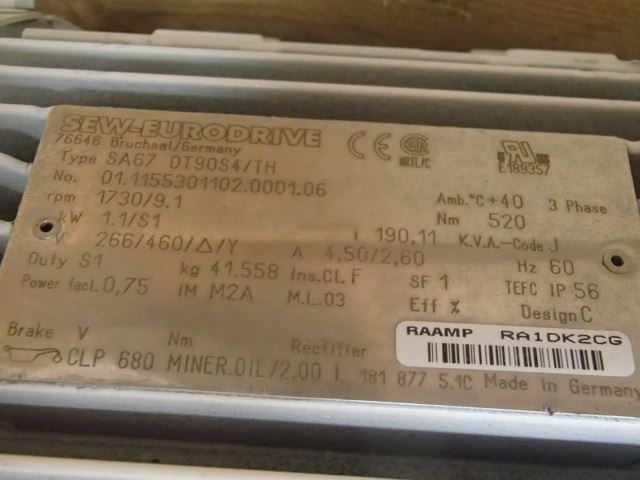 SEW-EURODRIVE
76646 Bruchsal/Germany
CE NRTL/C
E189357
Type SA67 DT90S4/TH
No. 01.1155301102.0001.06
rpm 1730/9.1 Amb.°C +40 3 Phase
kW 1.1/S1 Nm 520
V 266/460/Δ/Y i 190,11 K.V.A.-Code J
A 4,50/2,60 Hz 60
Duty S1 kg 41.558 Ins.Cl. F SF 1 TEFC IP 56
Power fact. 0,75 IM M2A M.L.03 Eff % Design C
Brake V Nm Rectifier
RAAMP RA1DK2CG
CLP 680 MINER.OIL/2,00 l 181 877 5.1C Made in Germany